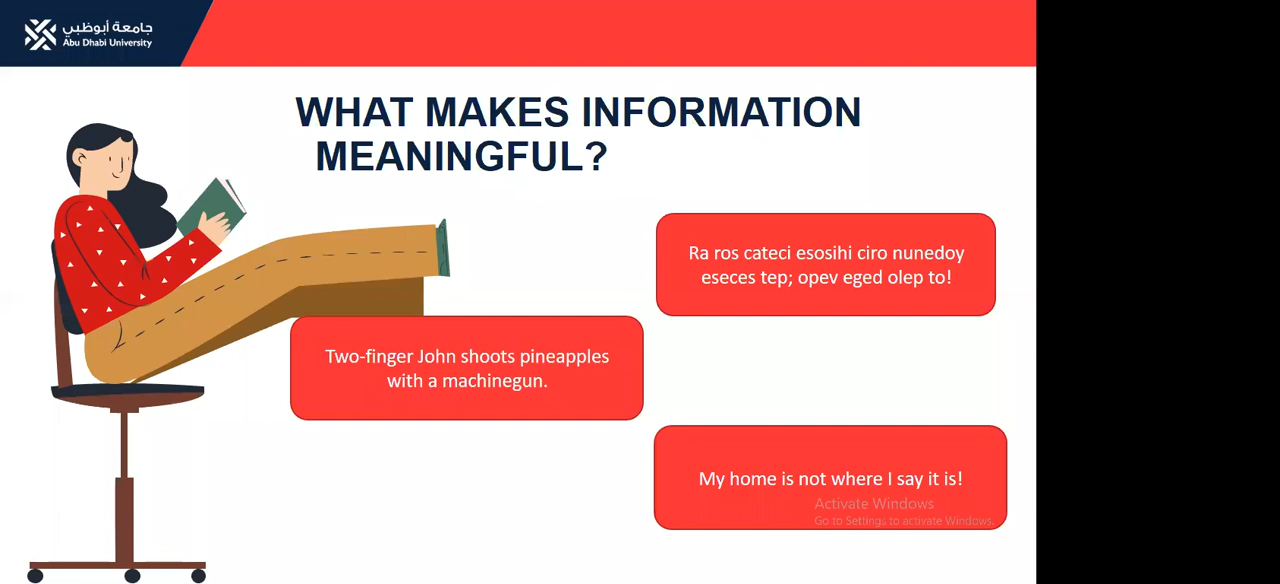 جامعة أبوظبي
Abu Dhabi University
WHAT MAKES INFORMATION
MEANINGFUL?
Ra ros cateci esosihi ciro nunedoy
eseces tep; opev eged olep to!
Two-finger John shoots pineapples
with a machinegun.
My home is not where I say it is!
Activate Windows
Go to Settings to activate Windows.